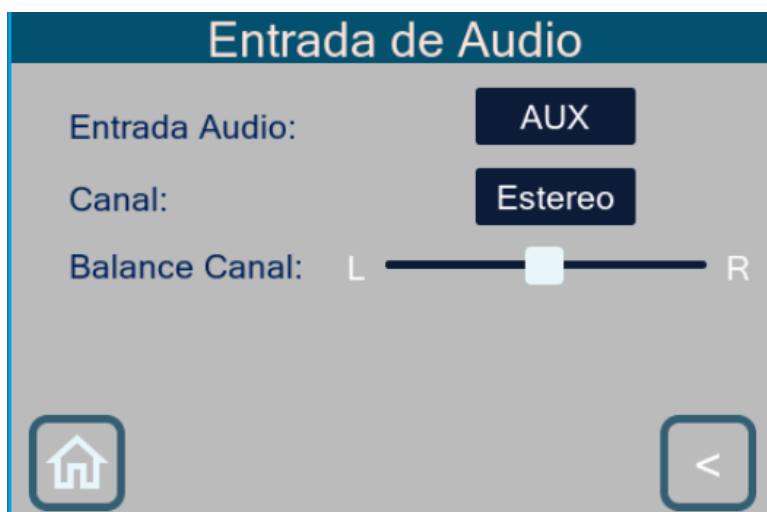 Entrada de Audio
Entrada Audio: AUX
Canal: Estereo
Balance Canal: L R
<